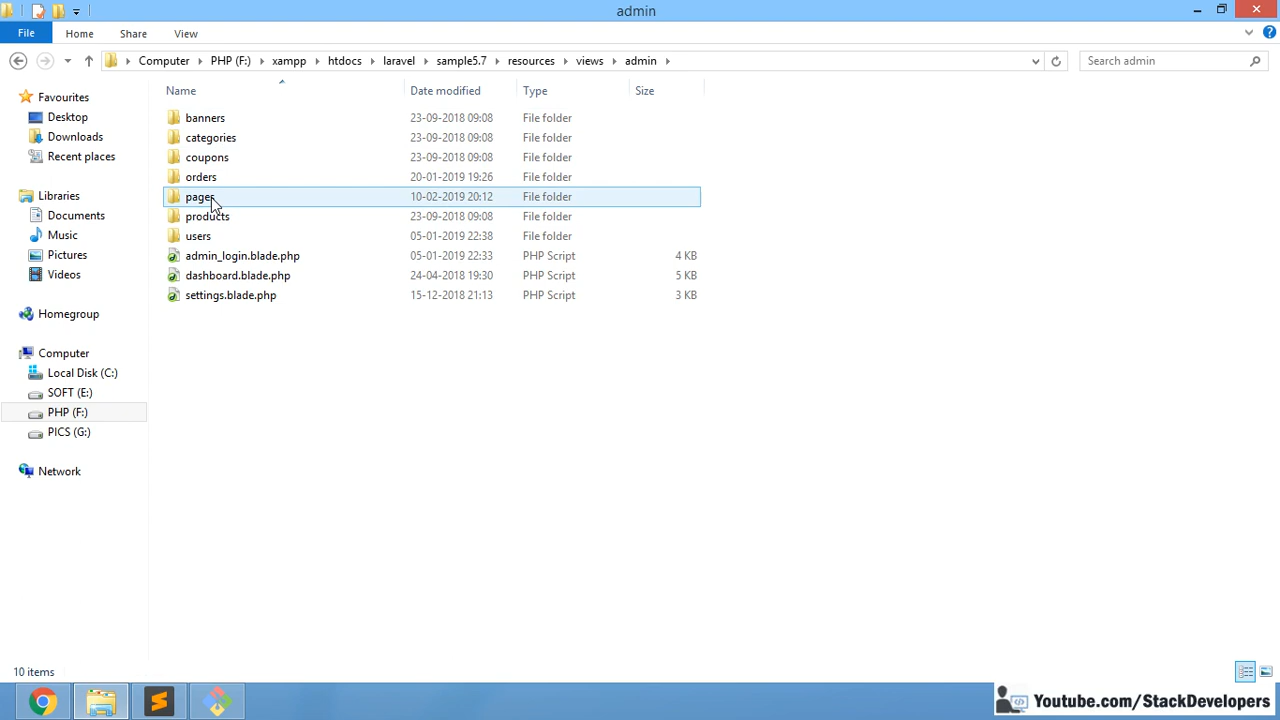 admin
File Home Share View
Computer PHP (F:) xampp htdocs laravel sample5.7 resources views admin Search admin
Name Date modified Type Size
Favourites
Desktop
Downloads
Recent places
Libraries
Documents
Music
Pictures
Videos
Homegroup
Computer
Local Disk (C:)
SOFT (E:)
PHP (F:)
PICS (G:)
Network
banners 23-09-2018 09:08 File folder
categories 23-09-2018 09:08 File folder
coupons 23-09-2018 09:08 File folder
orders 20-01-2019 19:26 File folder
pages 10-02-2019 20:12 File folder
products 23-09-2018 09:08 File folder
users 05-01-2019 22:38 File folder
admin_login.blade.php 05-01-2019 22:33 PHP Script 4 KB
dashboard.blade.php 24-04-2018 19:30 PHP Script 5 KB
settings.blade.php 15-12-2018 21:13 PHP Script 3 KB
10 items
Youtube.com/StackDevelopers